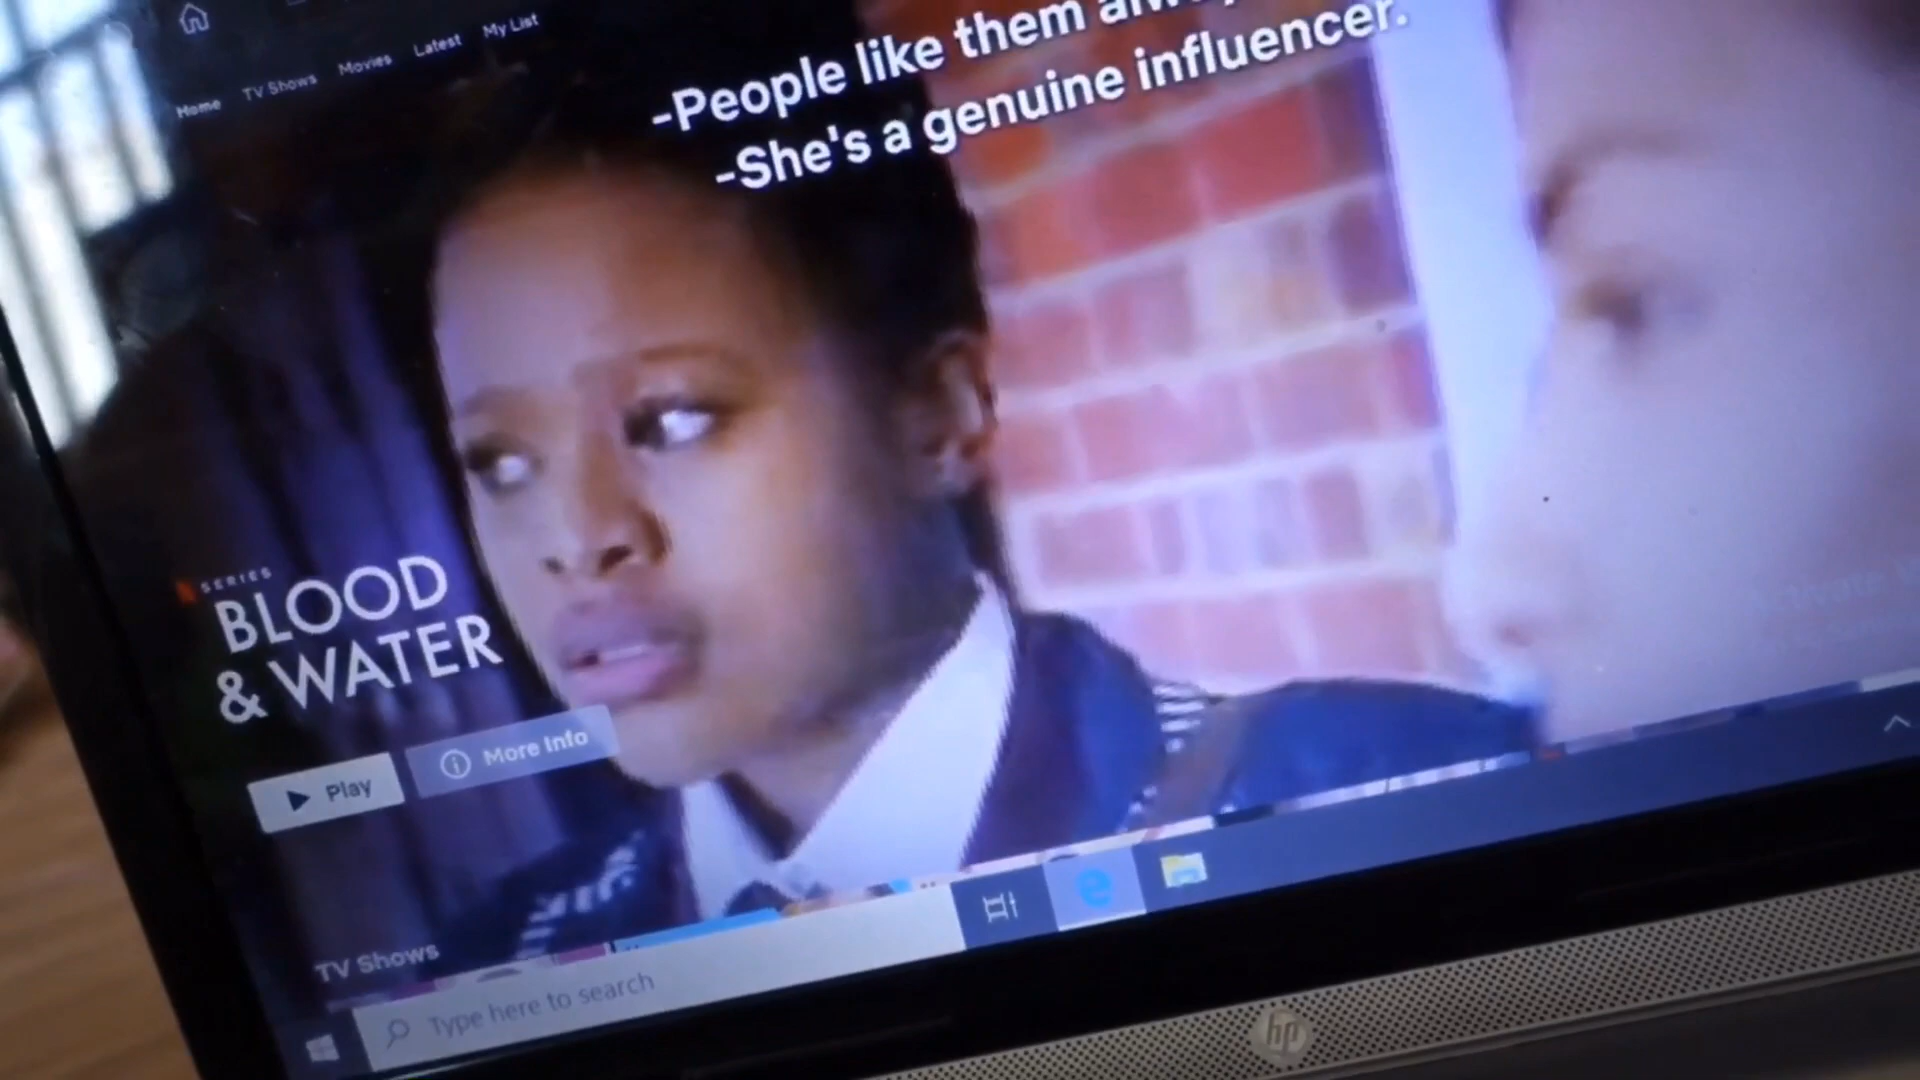 Home TV Shows Movies Latest My List
-People like them
-She's a genuine influencer.
SERIES
BLOOD
& WATER
Play More Info
TV Shows
Type here to search
hp